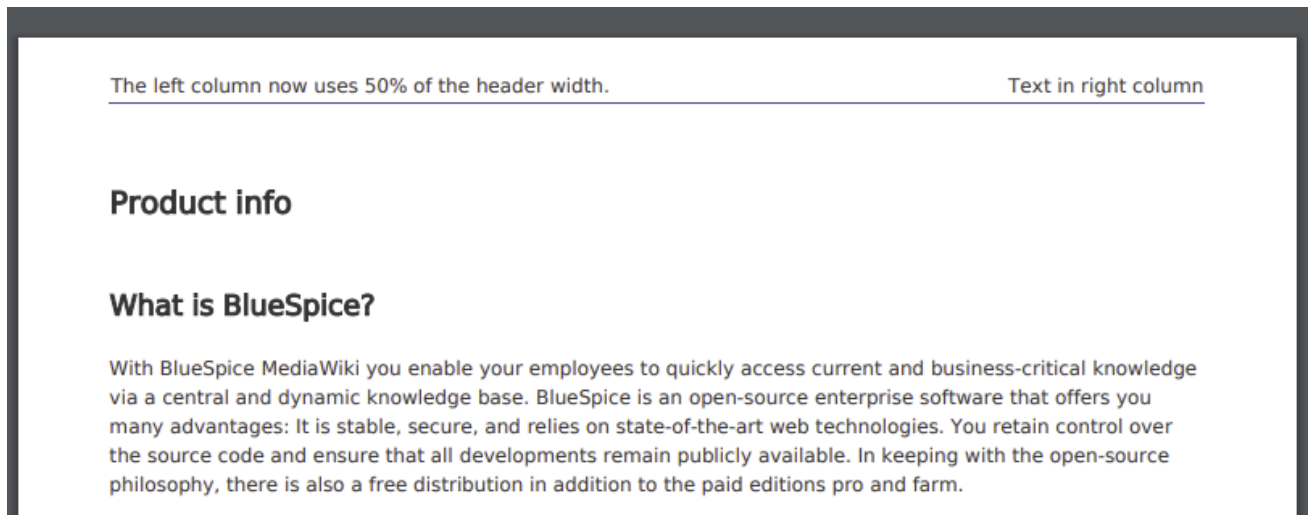 The left column now uses 50% of the header width. Text in right column
Product info
What is BlueSpice?
With BlueSpice MediaWiki you enable your employees to quickly access current and business-critical knowledge
via a central and dynamic knowledge base. BlueSpice is an open-source enterprise software that offers you
many advantages: It is stable, secure, and relies on state-of-the-art web technologies. You retain control over
the source code and ensure that all developments remain publicly available. In keeping with the open-source
philosophy, there is also a free distribution in addition to the paid editions pro and farm.